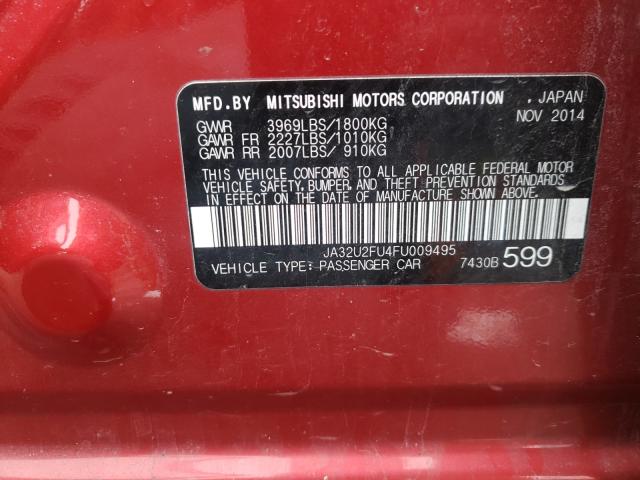 MFD.BY MITSUBISHI MOTORS CORPORATION . JAPAN
NOV 2014
GVWR 3969LBS/1800KG
GAWR FR 2227LBS/1010KG
GAWR RR 2007LBS/ 910KG
THIS VEHICLE CONFORMS TO ALL APPLICABLE FEDERAL MOTOR
VEHICLE SAFETY, BUMPER, AND THEFT PREVENTION STANDARDS
IN EFFECT ON THE DATE OF MANUFACTURE SHOWN ABOVE.
JA32U2FU4FU009495
VEHICLE TYPE: PASSENGER CAR 7430B 599